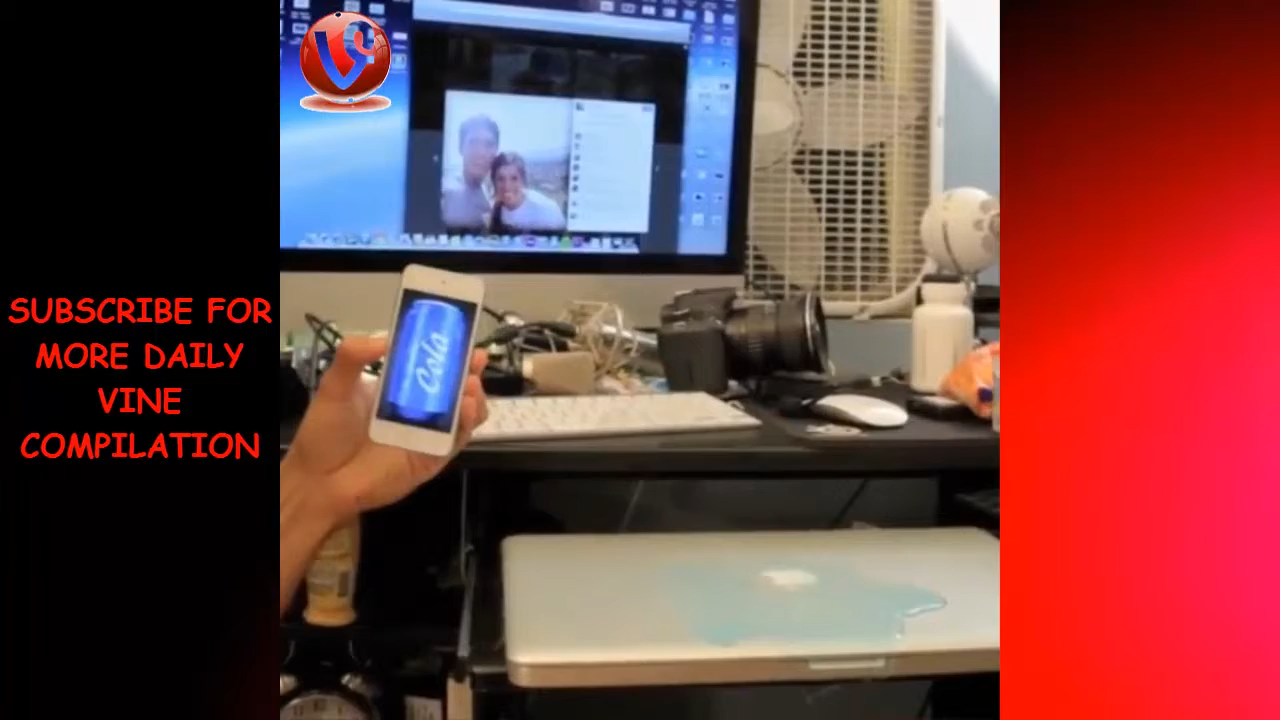 SUBSCRIBE FOR
MORE DAILY
VINE
COMPILATION
Cola